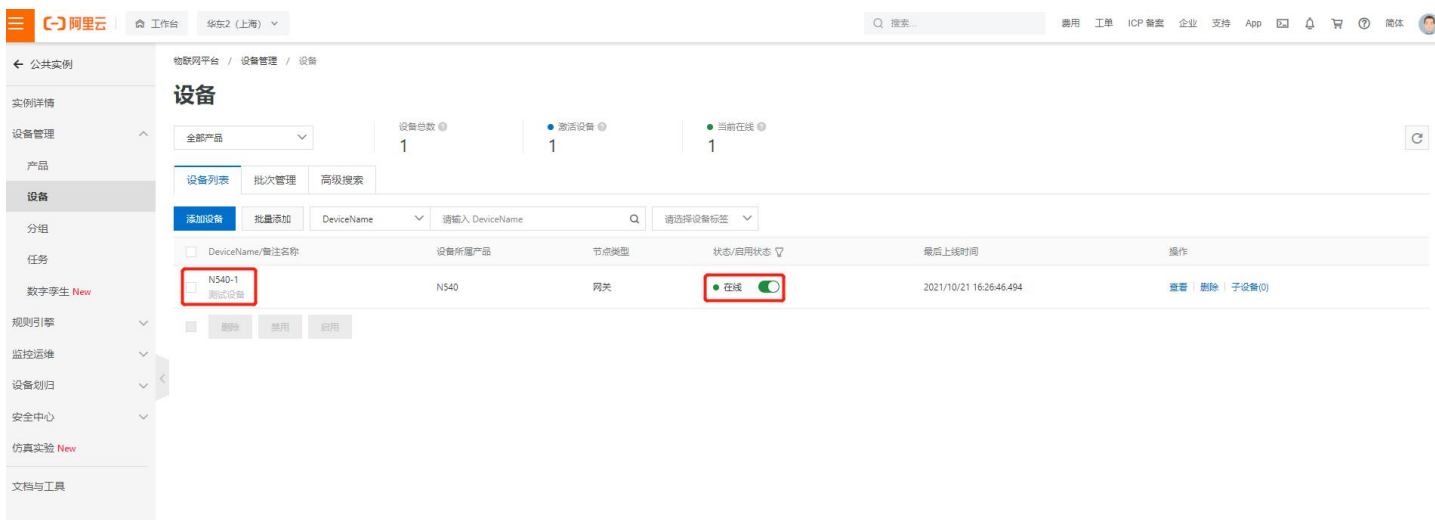 阿里云 工作台 华东2（上海） 搜索... 费用 工单 ICP 备案 企业 支持 App 简体
公共实例
物联网平台 / 设备管理 / 设备
设备
实例详情
设备管理
产品
设备
分组
任务
数字孪生 New
规则引擎
监控运维
设备划归
安全中心
仿真实验 New
文档与工具
全部产品
设备总数
1
激活设备
1
当前在线
1
设备列表 批次管理 高级搜索
添加设备 批量添加 DeviceName 请输入 DeviceName 请选择设备标签
DeviceName/备注名称 设备所属产品 节点类型 状态/启用状态 最后上线时间 操作
N540-1
测试设备
N540 网关 在线 2021/10/21 16:26:46.494 查看 删除 子设备(0)
删除 禁用 启用